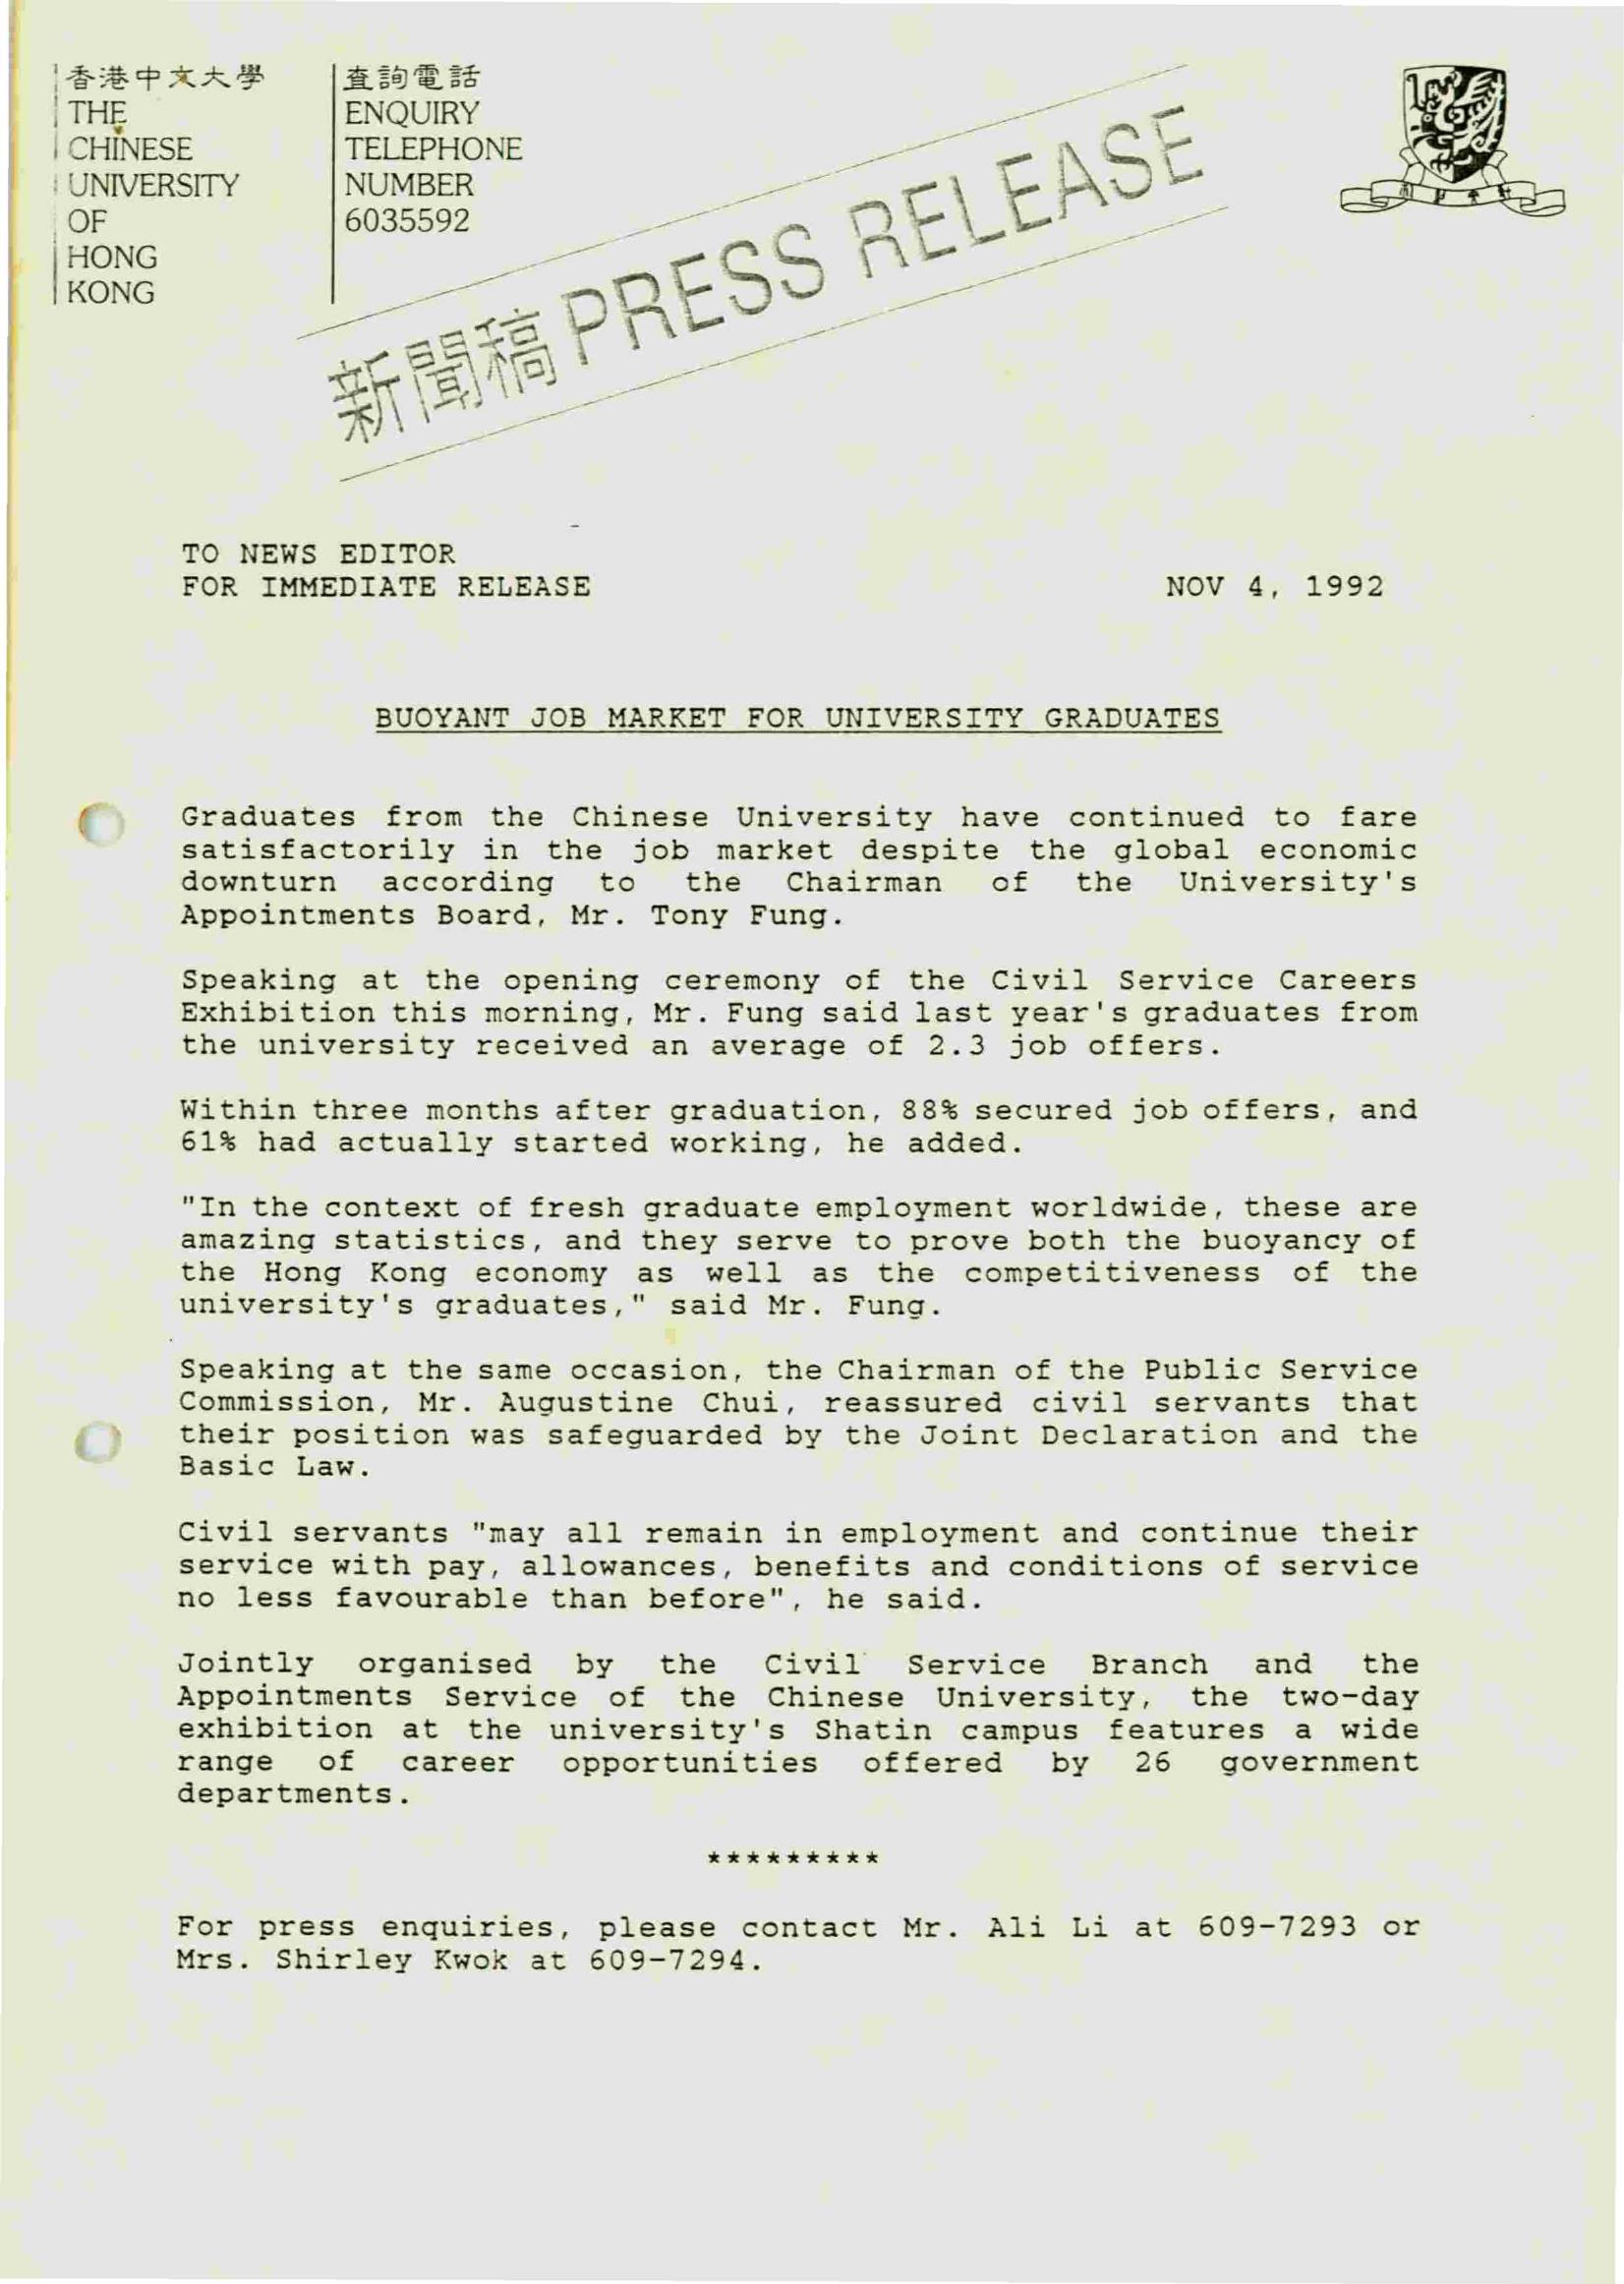 香港中文大學
THE
CHINESE
UNIVERSITY
OF
HONG
KONG
查詢電話
ENQUIRY
TELEPHONE
NUMBER
6035592
新聞稿 PRESS RELEASE
TO NEWS EDITOR
FOR IMMEDIATE RELEASE
NOV 4, 1992
BUOYANT JOB MARKET FOR UNIVERSITY GRADUATES
Graduates from the Chinese University have continued to fare
satisfactorily in the job market despite the global economic
downturn according to the Chairman of the University's
Appointments Board, Mr. Tony Fung.
Speaking at the opening ceremony of the Civil Service Careers
Exhibition this morning, Mr. Fung said last year's graduates from
the university received an average of 2.3 job offers.
Within three months after graduation, 88% secured job offers, and
61% had actually started working, he added.
"In the context of fresh graduate employment worldwide, these are
amazing statistics, and they serve to prove both the buoyancy of
the Hong Kong economy as well as the competitiveness of the
university's graduates," said Mr. Fung.
Speaking at the same occasion, the Chairman of the Public Service
Commission, Mr. Augustine Chui, reassured civil servants that
their position was safeguarded by the Joint Declaration and the
Basic Law.
Civil servants "may all remain in employment and continue their
service with pay, allowances, benefits and conditions of service
no less favourable than before", he said.
Jointly organised by the Civil Service Branch and the
Appointments Service of the Chinese University, the two-day
exhibition at the university's Shatin campus features a wide
range of career opportunities offered by 26 government
departments.
*********
For press enquiries, please contact Mr. Ali Li at 609-7293 or
Mrs. Shirley Kwok at 609-7294.